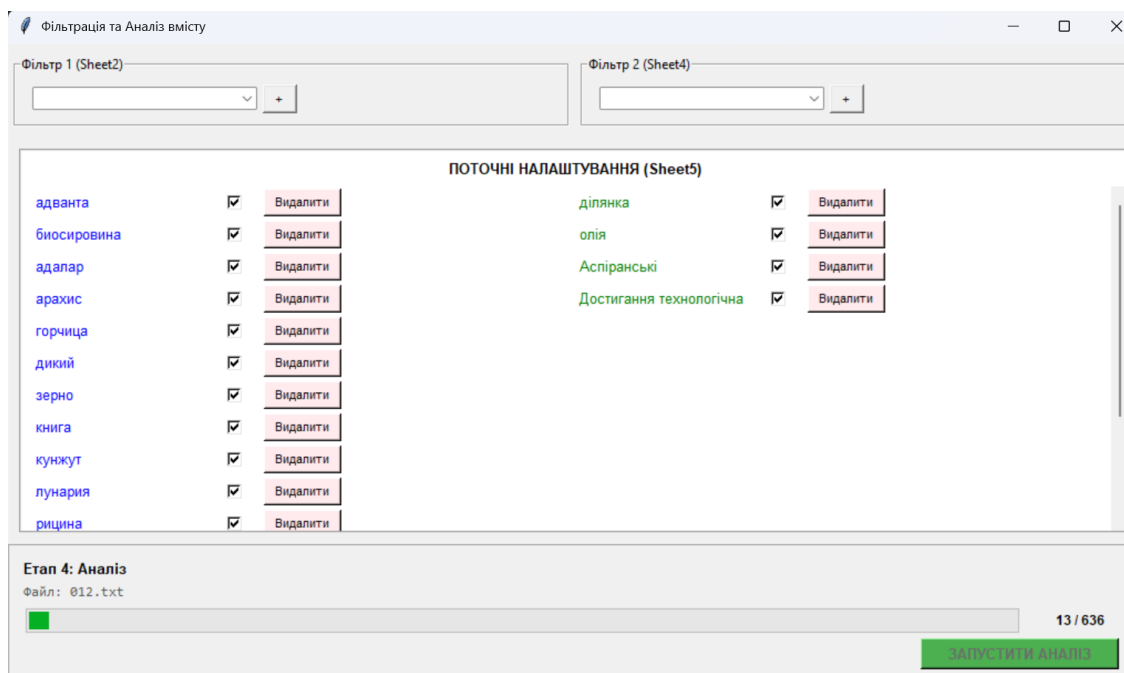 Фільтрація та Аналіз вмісту
Фільтр 1 (Sheet2)
Фільтр 2 (Sheet4)
+
+
ПОТОЧНІ НАЛАШТУВАННЯ (Sheet5)
адванта Видалити ділянка Видалити
биосировина Видалити олія Видалити
адалар Видалити Аспіранські Видалити
арахис Видалити Достигання технологічна Видалити
горчица Видалити
дикий Видалити
зерно Видалити
книга Видалити
кунжут Видалити
лунария Видалити
рицина Видалити
Етап 4: Аналіз
Файл: 012.txt
13 / 636
ЗАПУСТИТИ АНАЛІЗ